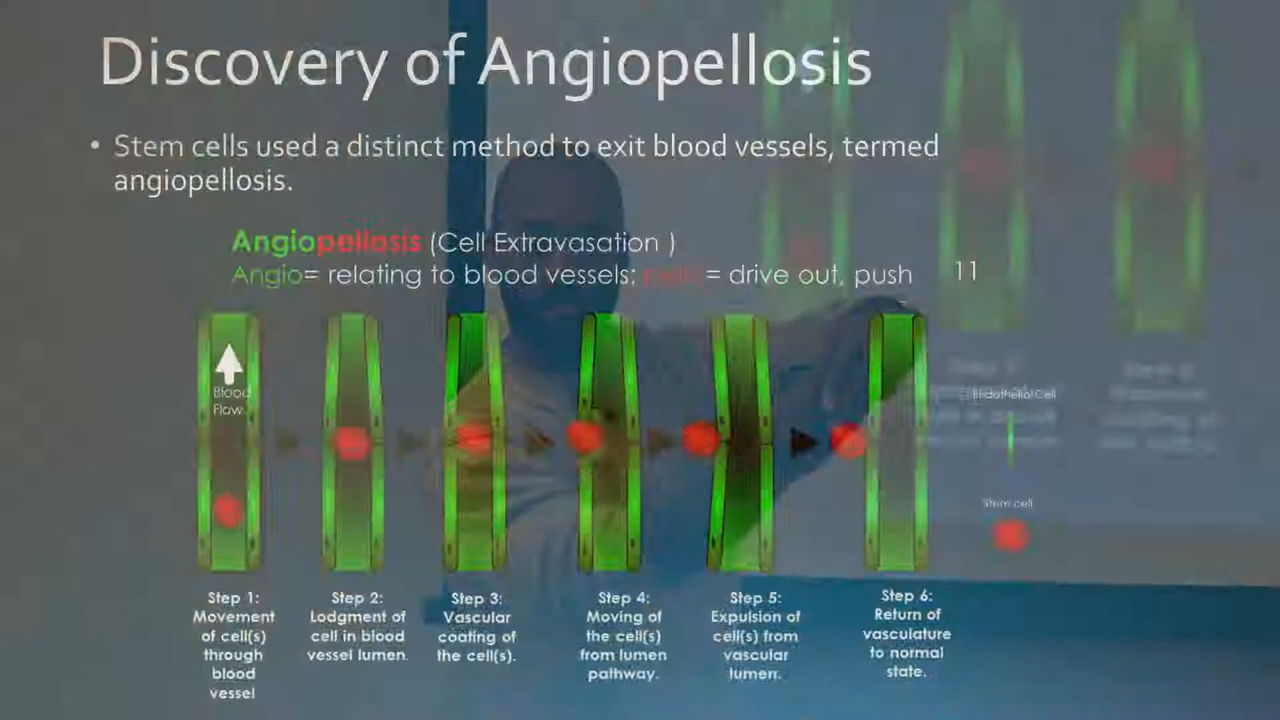 Discovery of Angiopellosis
• Stem cells used a distinct method to exit blood vessels, termed
angiopellosis.
Angiopellosis (Cell Extravasation )
Angio= relating to blood vessels; = drive out, push
11
Blood
Flow
Endothelial Cell
Stem cell
Step 1:
Movement
of cell(s)
through
blood
vessel
Step 2:
Lodgment of
cell in blood
vessel lumen.
Step 3:
Vascular
coating of
the cell(s).
Step 4:
Moving of
the cell(s)
from lumen
pathway.
Step 5:
Expulsion of
cell(s) from
vascular
lumen.
Step 6:
Return of
vasculature
to normal
state.